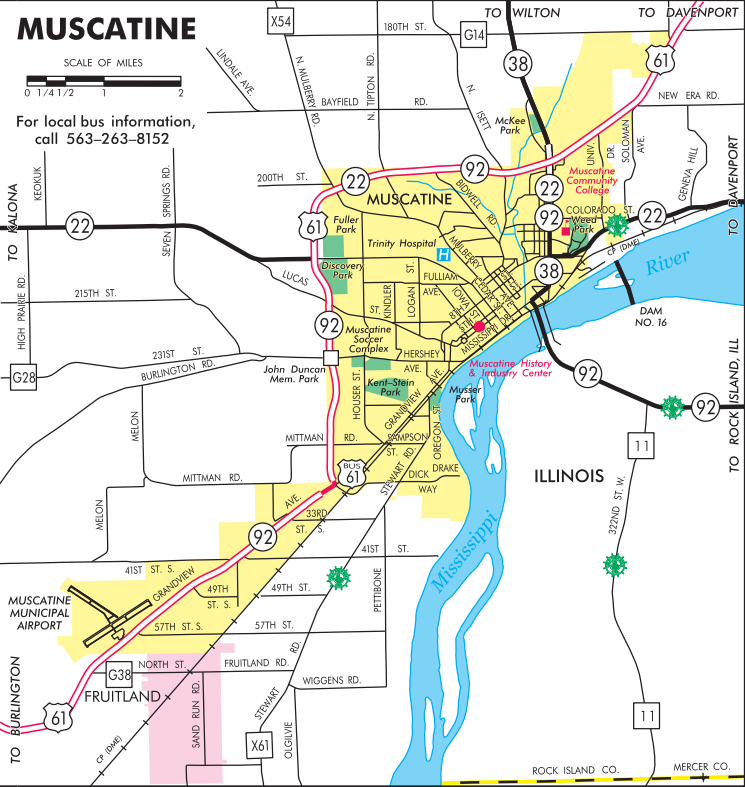 MUSCATINE
SCALE OF MILES
0 1/4 1/2 1 2
For local bus information,
call 563–263–8152
X54
TO WILTON
TO DAVENPORT
180TH ST.
G14
38
61
LINDALE AVE.
N. MULBERRY RD.
N. TIPTON RD.
BAYFIELD RD.
N. ISETT
NEW ERA RD.
McKee
Park
UNIV. DR.
SOLOMAN AVE.
GENEVA HILL
TO DAVENPORT
KEOKUK
SEVEN SPRINGS RD.
TO KALONA
200TH ST.
22
92
MUSCATINE
BIDWELL RD.
Muscatine
Community
College
22
92
COLORADO ST.
22
Weed
Park
CP (DME)
61
22
Fuller
Park
Trinity Hospital
H
MULBERRY
River
Discovery
Park
LUCAS
FULLIAM
AVE.
38
CEDAR ST.
IOWA ST.
8TH
5TH
AVE.
MISSISSIPPI DR.
DAM
NO. 16
HIGH PRAIRIE RD.
215TH ST.
ST.
KINDLER
LOGAN ST.
92
Muscatine
Soccer
Complex
HERSHEY
AVE.
Muscatine History
& Industry Center
231ST ST.
BURLINGTON RD.
G28
John Duncan
Mem. Park
Kent–Stein
Park
Musser
Park
92
92
TO ROCK ISLAND, ILL
HOUSER ST.
GRANDVIEW AVE.
OREGON ST.
MELON
MITTMAN RD.
SAMPSON
ST.
11
MITTMAN RD.
BUS
61
STEWART RD.
DICK DRAKE
WAY
ILLINOIS
MELON
AVE.
33RD
ST. S.
322ND ST. W.
92
41ST ST.
41ST ST. S.
GRANDVIEW
Mississippi
MUSCATINE
MUNICIPAL
AIRPORT
49TH
ST. S.
49TH ST.
PETTIBONE
57TH ST. S.
57TH ST.
NORTH ST.
FRUITLAND RD.
G38
WIGGENS RD.
FRUITLAND
STEWART RD.
SAND RUN RD.
TO BURLINGTON
61
CP (DME)
X61
OGILVIE
11
ROCK ISLAND CO.
MERCER CO.